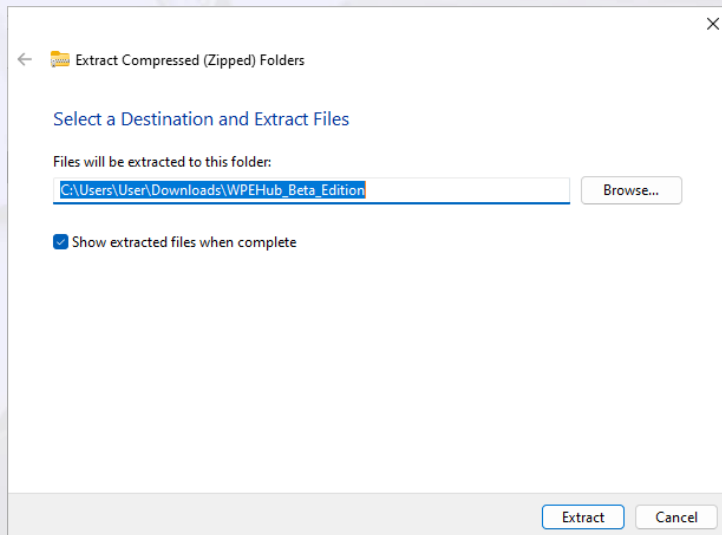 Extract Compressed (Zipped) Folders
Select a Destination and Extract Files
Files will be extracted to this folder:
C:\Users\User\Downloads\WPEHub_Beta_Edition
Browse...
Show extracted files when complete
Extract
Cancel